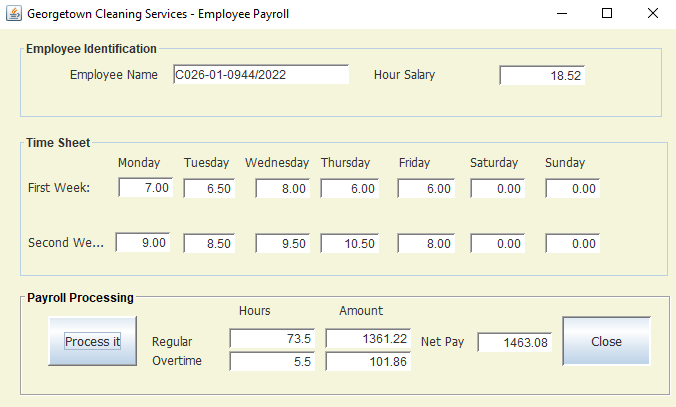 Georgetown Cleaning Services - Employee Payroll
Employee Identification
Employee Name C026-01-0944/2022 Hour Salary 18.52
Time Sheet
Monday Tuesday Wednesday Thursday Friday Saturday Sunday
First Week: 7.00 6.50 8.00 6.00 6.00 0.00 0.00
Second We... 9.00 8.50 9.50 10.50 8.00 0.00 0.00
Payroll Processing
Hours Amount
Process it Regular 73.5 1361.22 Net Pay 1463.08 Close
Overtime 5.5 101.86